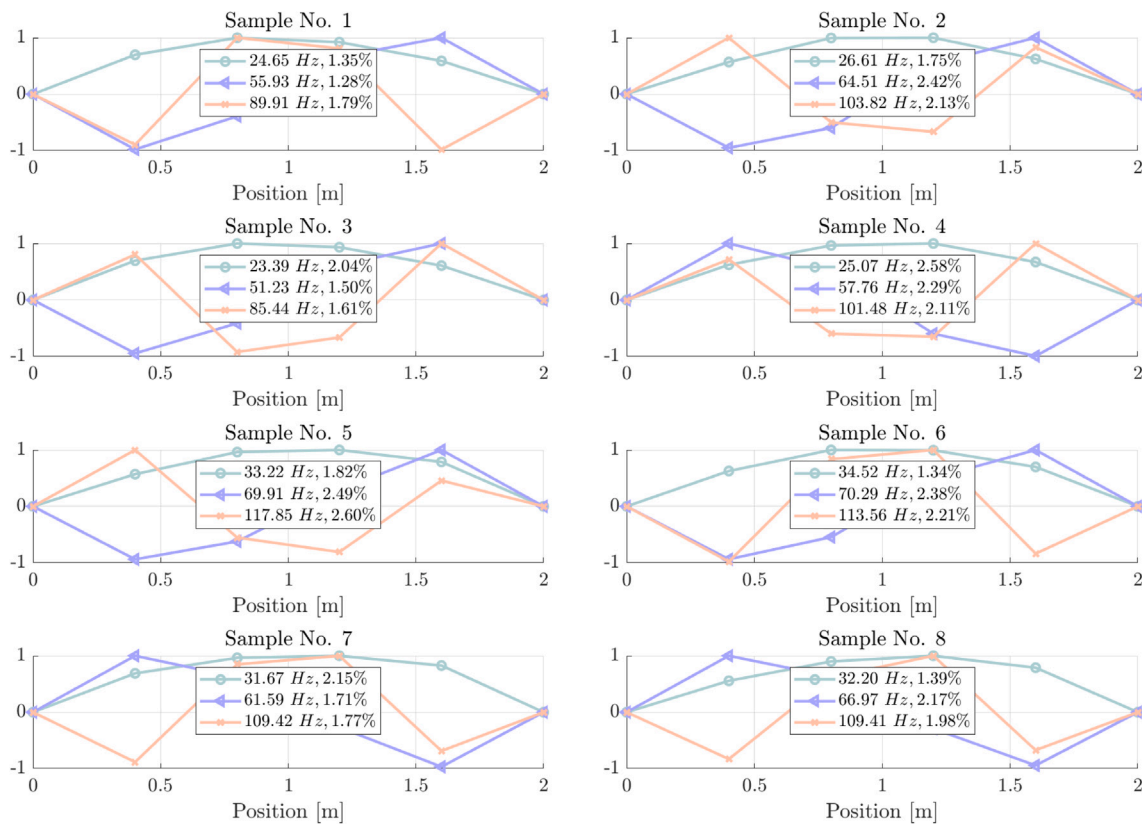 Sample No. 1
1
0
-1
24.65 Hz, 1.35%
55.93 Hz, 1.28%
89.91 Hz, 1.79%
0 0.5 1 1.5 2
Position [m]
Sample No. 2
1
0
-1
26.61 Hz, 1.75%
64.51 Hz, 2.42%
103.82 Hz, 2.13%
0 0.5 1 1.5 2
Position [m]
Sample No. 3
1
0
-1
23.39 Hz, 2.04%
51.23 Hz, 1.50%
85.44 Hz, 1.61%
0 0.5 1 1.5 2
Position [m]
Sample No. 4
1
0
-1
25.07 Hz, 2.58%
57.76 Hz, 2.29%
101.48 Hz, 2.11%
0 0.5 1 1.5 2
Position [m]
Sample No. 5
1
0
-1
33.22 Hz, 1.82%
69.91 Hz, 2.49%
117.85 Hz, 2.60%
0 0.5 1 1.5 2
Position [m]
Sample No. 6
1
0
-1
34.52 Hz, 1.34%
70.29 Hz, 2.38%
113.56 Hz, 2.21%
0 0.5 1 1.5 2
Position [m]
Sample No. 7
1
0
-1
31.67 Hz, 2.15%
61.59 Hz, 1.71%
109.42 Hz, 1.77%
0 0.5 1 1.5 2
Position [m]
Sample No. 8
1
0
-1
32.20 Hz, 1.39%
66.97 Hz, 2.17%
109.41 Hz, 1.98%
0 0.5 1 1.5 2
Position [m]